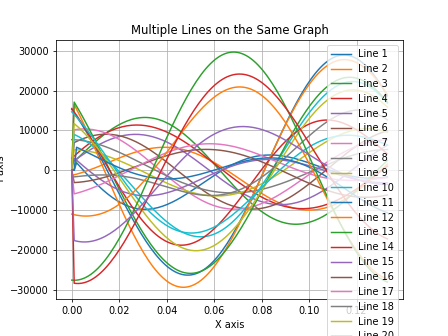 Multiple Lines on the Same Graph
30000
20000
10000
0
−10000
−20000
−30000
0.00
0.02
0.04
0.06
0.08
0.10
X axis
Line 1
Line 2
Line 3
Line 4
Line 5
Line 6
Line 7
Line 8
Line 9
Line 10
Line 11
Line 12
Line 13
Line 14
Line 15
Line 16
Line 17
Line 18
Line 19
Line 20